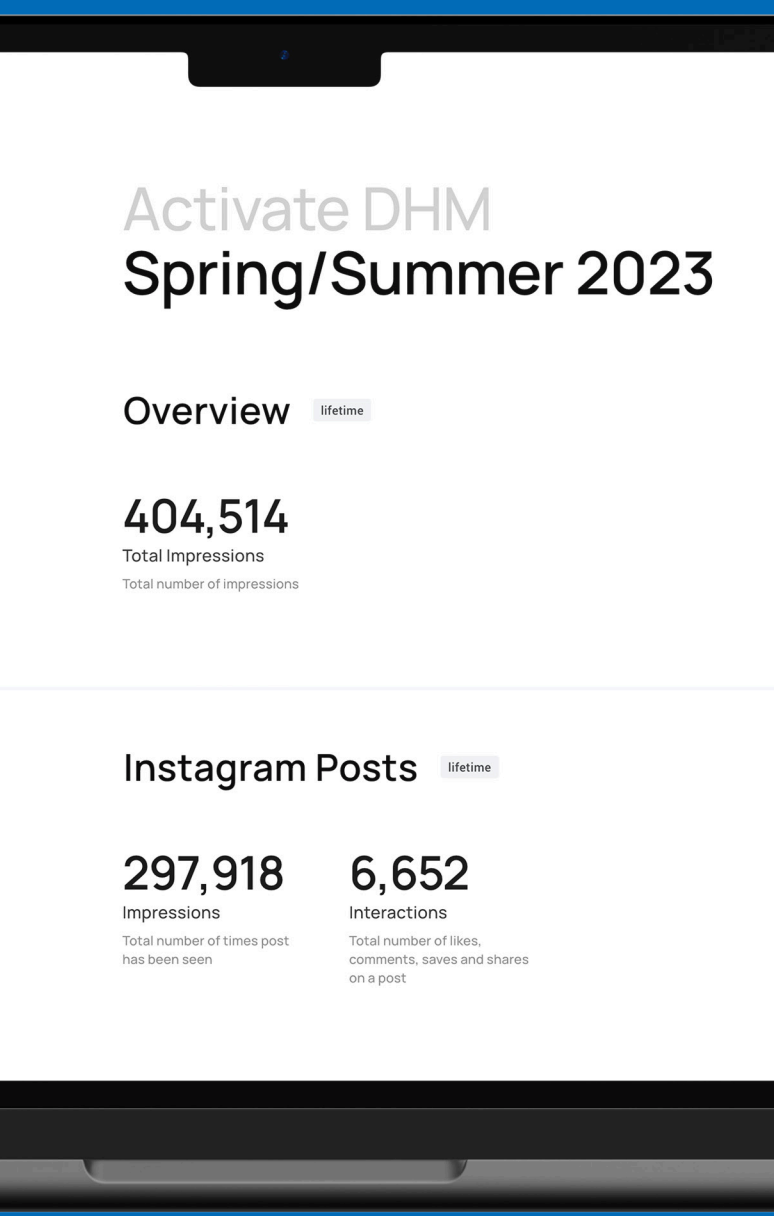 Activate DHM
Spring/Summer 2023
Overview
lifetime
404,514
Total Impressions
Total number of impressions
Instagram Posts
lifetime
297,918
Impressions
Total number of times post
has been seen
6,652
Interactions
Total number of likes,
comments, saves and shares
on a post